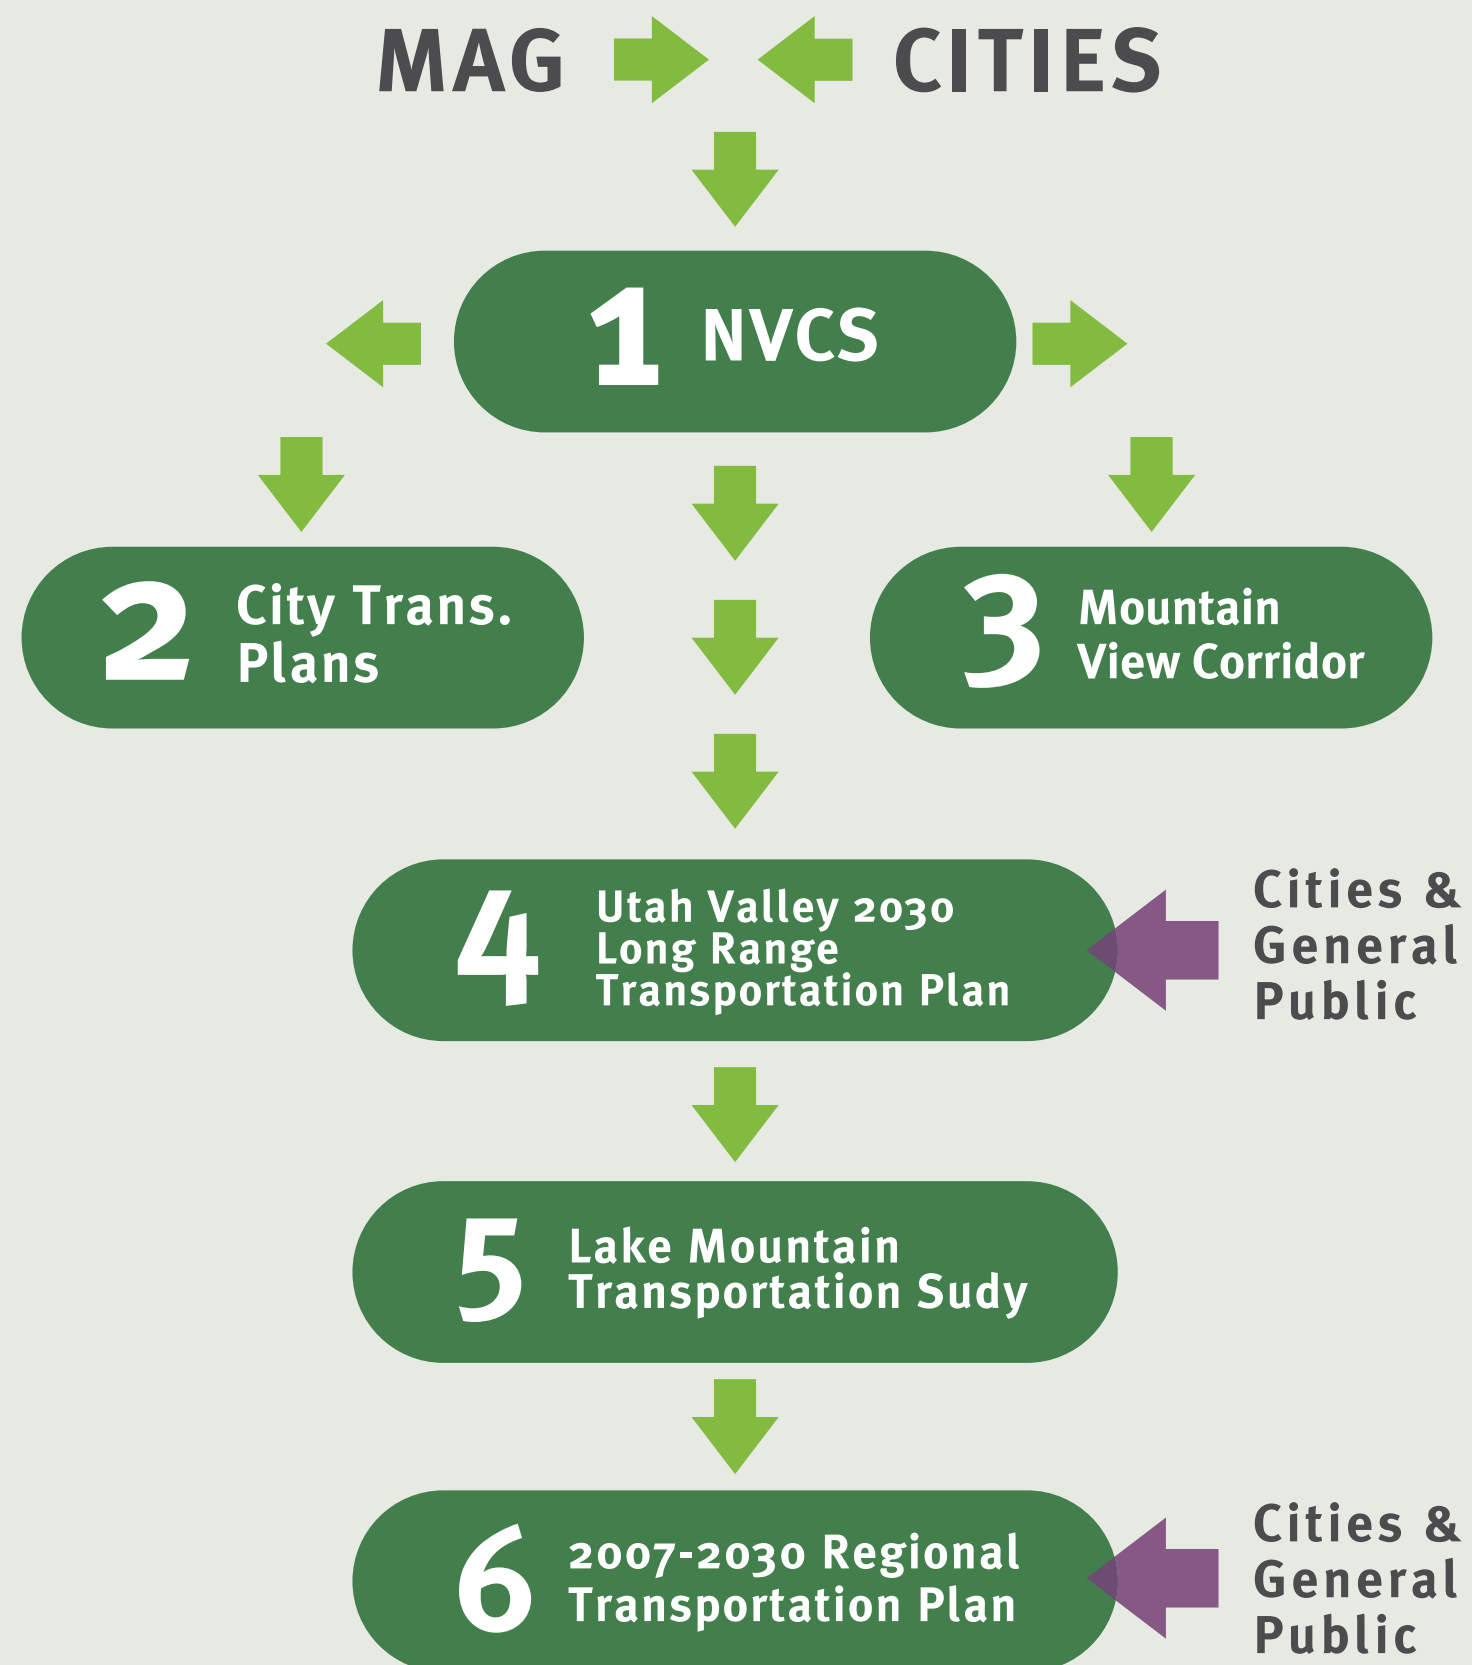 MAG CITIES
1 NVCS
2 City Trans.
Plans
3 Mountain
View Corridor
4 Utah Valley 2030
Long Range
Transportation Plan
Cities &
General
Public
5 Lake Mountain
Transportation Sudy
6 2007-2030 Regional
Transportation Plan
Cities &
General
Public